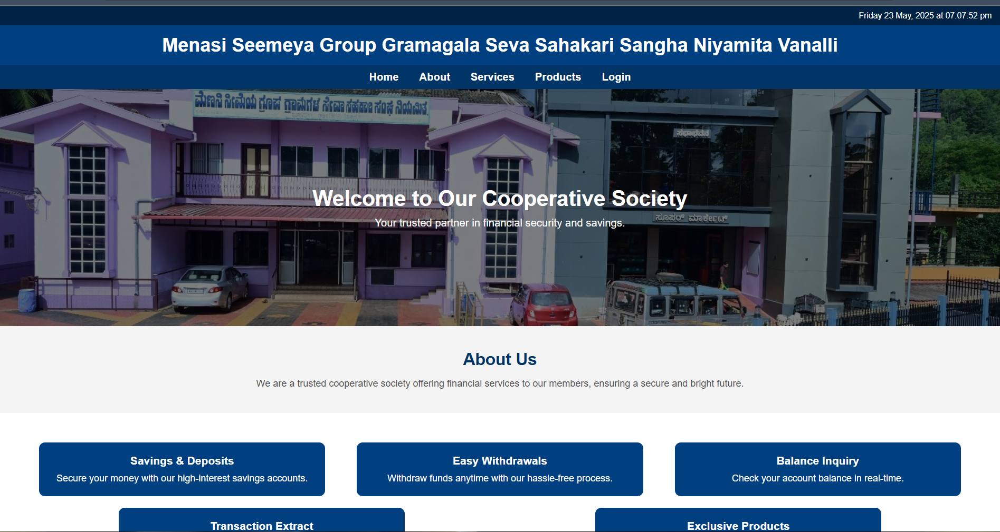 Friday 23 May, 2025 at 07:07:52 pm
Menasi Seemeya Group Gramagala Seva Sahakari Sangha Niyamita Vanalli
Home About Services Products Login
ಮೆಣಸಿ ಸೀಮೆಯ ಗ್ರೂಪ ಗ್ರಾಮಗಳ ಸೇವಾ ಸಹಕಾರಿ ಸಂಘ ನಿಯಮಿತ,
ಸಭಾಭವನ
Welcome to Our Cooperative Society
ಸೂಪರ್ ಮಾರ್ಕೇಟ್
Your trusted partner in financial security and savings.
About Us
We are a trusted cooperative society offering financial services to our members, ensuring a secure and bright future.
Savings & Deposits
Secure your money with our high-interest savings accounts.
Easy Withdrawals
Withdraw funds anytime with our hassle-free process.
Balance Inquiry
Check your account balance in real-time.
Transaction Extract
Exclusive Products